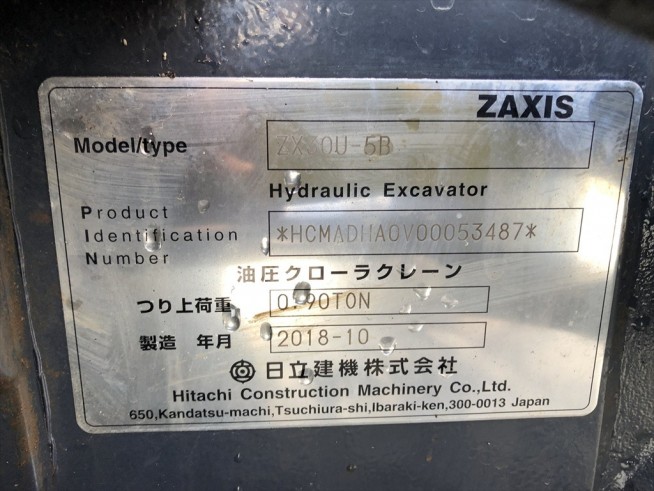 ZAXIS
Model/type
Hydraulic Excavator
Product
Identification *HCMADHA0V00053487*
Number
油圧クローラクレーン
つり上荷重 0.90TON
製造 年月 2018-10
日立建機株式会社
Hitachi Construction Machinery Co.,Ltd.
650,Kandatsu-machi,Tsuchiura-shi,Ibaraki-ken,300-0013 Japan